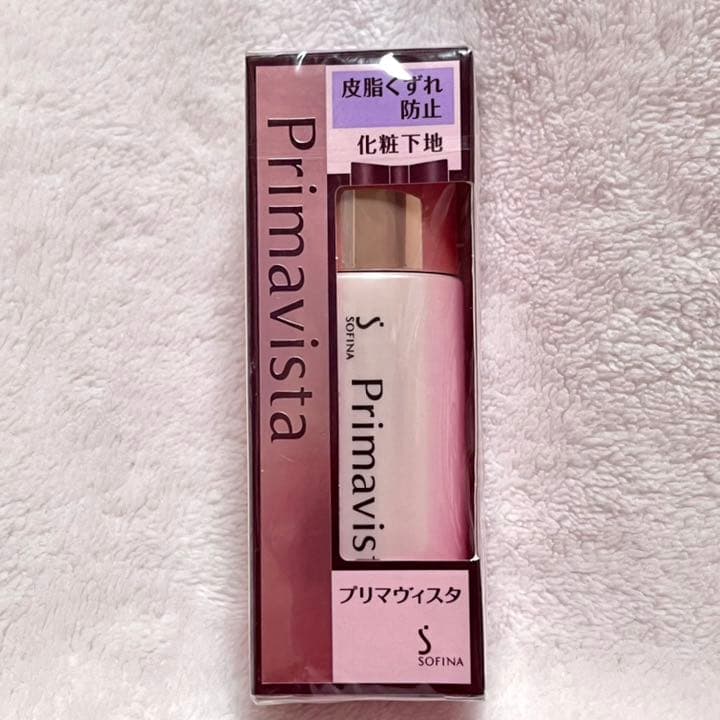 Primavista
皮脂くずれ
防止
化粧下地
S
SOFINA
Primavist
プリマヴィスタ
S
SOFINA